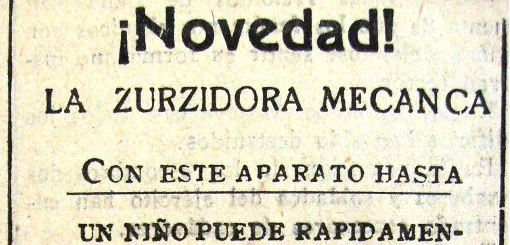 ¡Novedad!
LA ZURZIDORA MECANCA
CON ESTE APARATO HASTA
UN NIÑO PUEDE RAPIDAMEN-